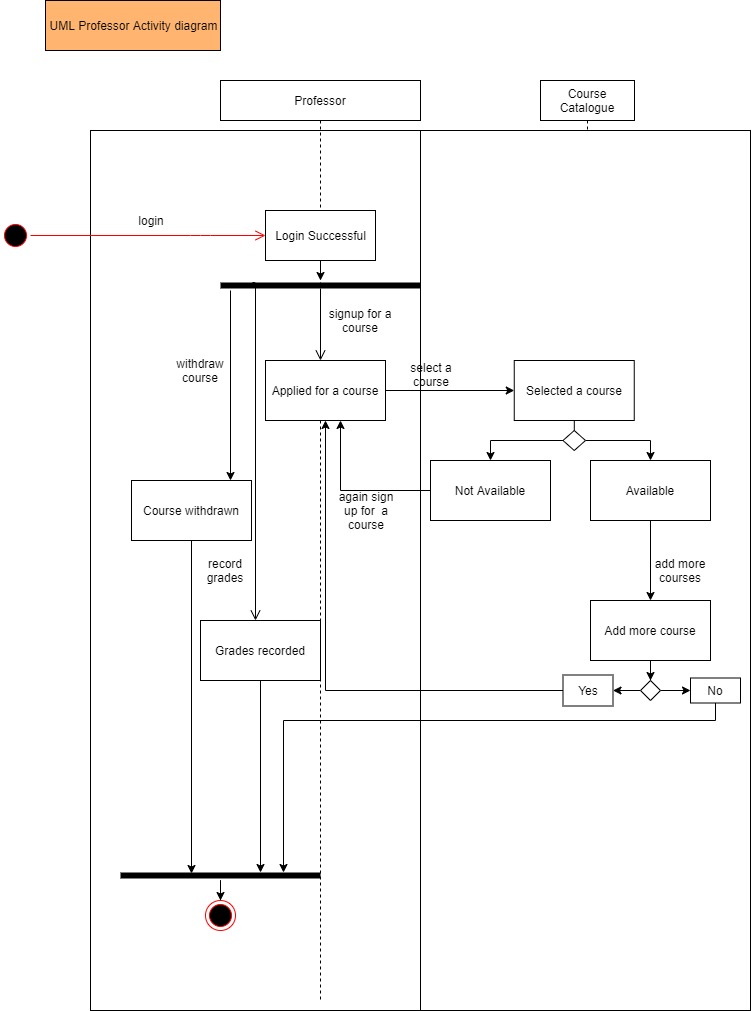 UML Professor Activity diagram
Professor
Course
Catalogue
login
Login Successful
signup for a
course
withdraw
course
select a
course
Applied for a course
Selected a course
Not Available
Available
again sign
up for  a
course
Course withdrawn
record
grades
add more
courses
Grades recorded
Add more course
Yes
No